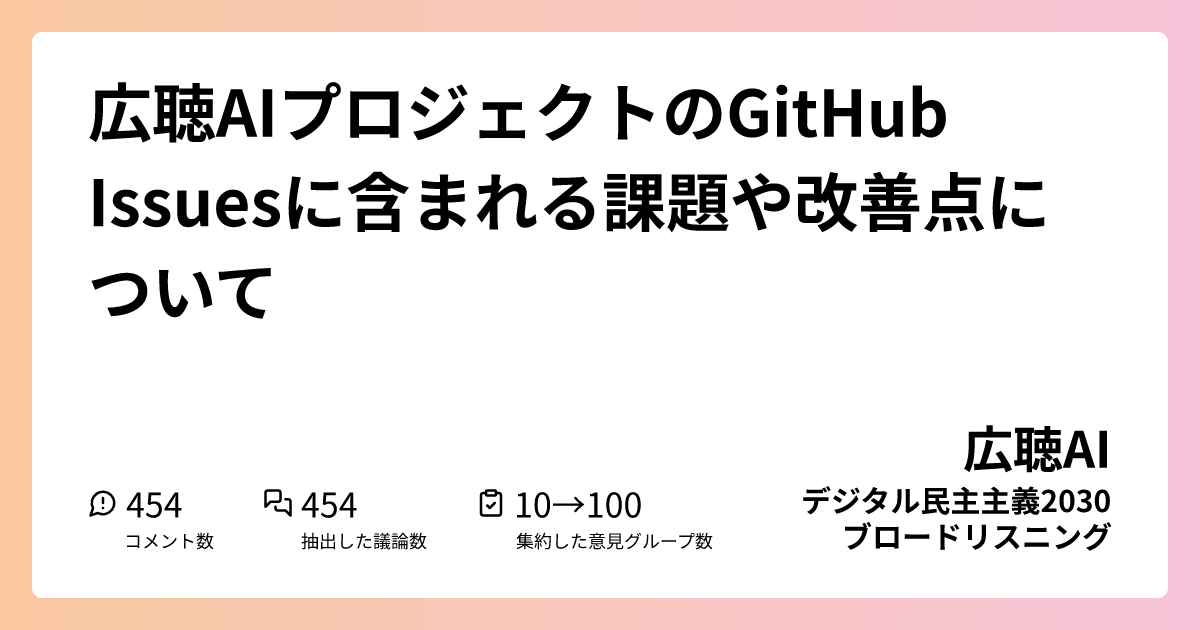 広聴AIプロジェクトのGitHub
Issuesに含まれる課題や改善点に
ついて
454
コメント数
454
抽出した議論数
10→100
集約した意見グループ数
広聴AI
デジタル民主主義2030
ブロードリスニング